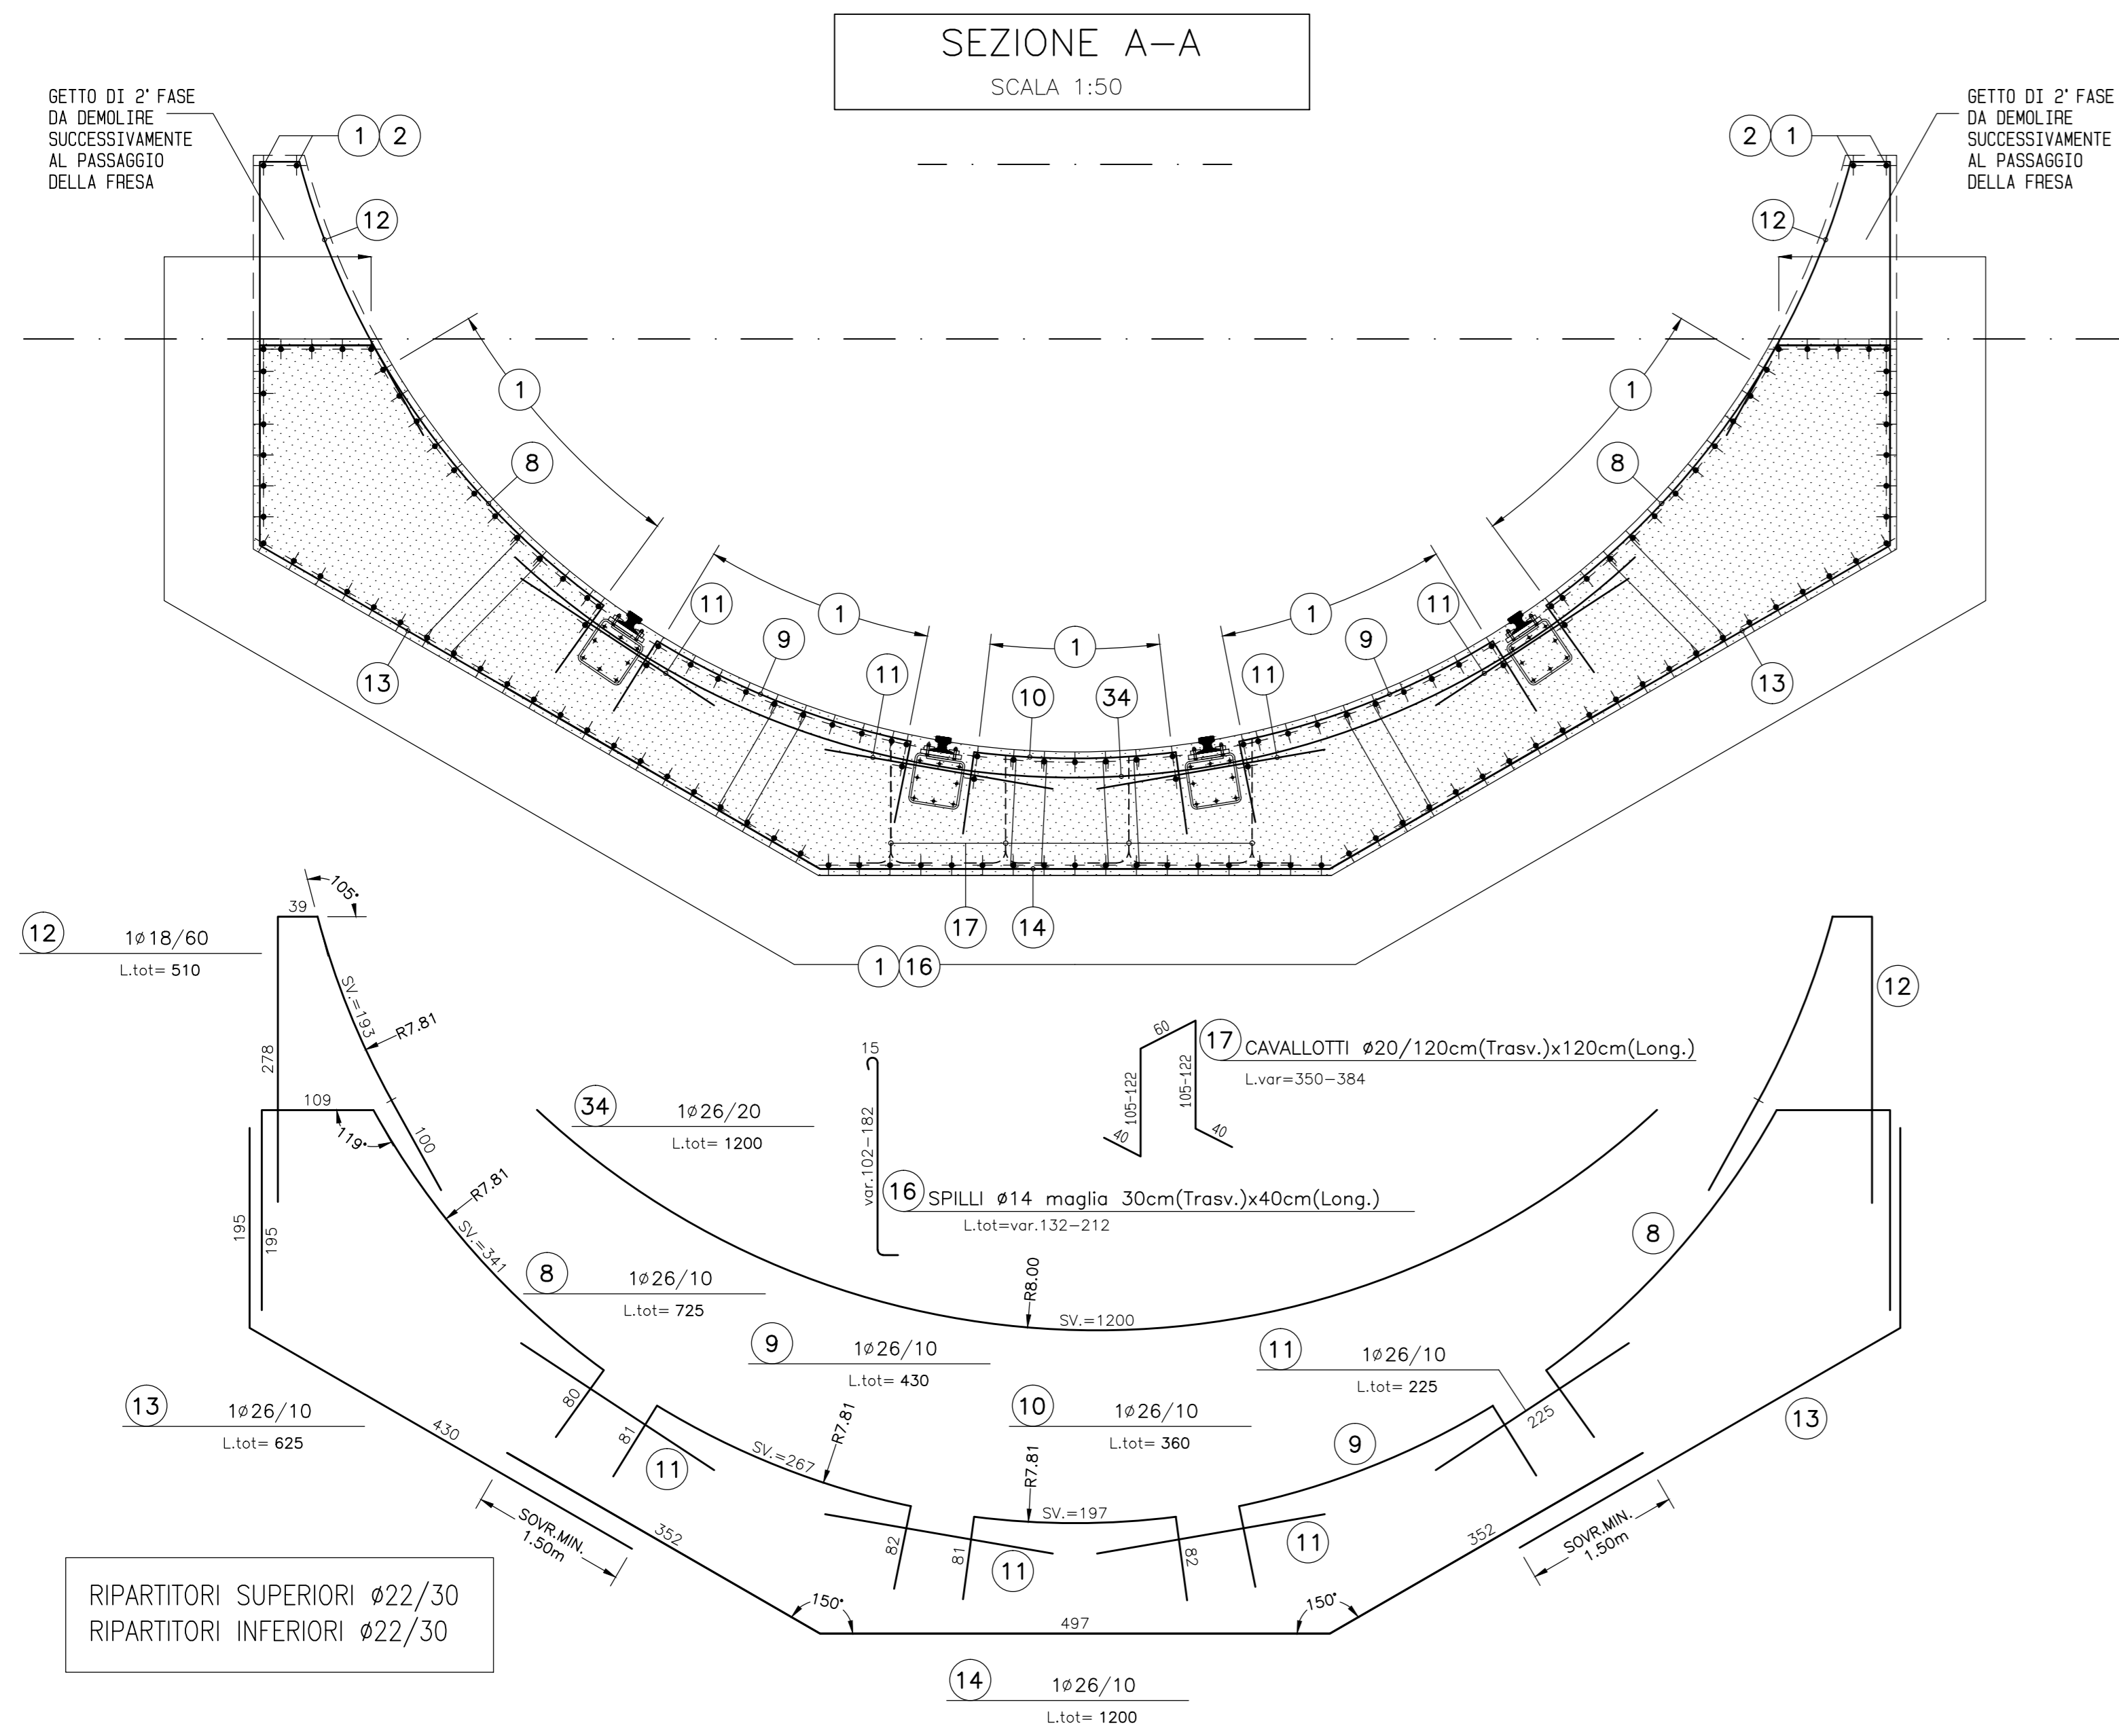 SEZIONE A-A
SCALA 1:50
GETTO DI 2° FASE
DA DEMOLIRE
SUCCESSIVAMENTE
AL PASSAGGIO
DELLA FRESA
1 2
12
GETTO DI 2° FASE
DA DEMOLIRE
SUCCESSIVAMENTE
AL PASSAGGIO
DELLA FRESA
2 1
12
1
1
8
8
11
1
1
11
9
1
9
11
10
34
11
13
13
17
14
1 16
12
1ø18/60
L.tot= 510
39
105°
SV.=193
R7.81
278
109
119°
100
195
195
R7.81
SV.=341
34
1ø26/20
L.tot= 1200
15
var.102-182
60
105-122
105-122
40
40
17
CAVALLOTTI ø20/120cm(Trasv.)x120cm(Long.)
L.var=350-384
16
SPILLI ø14 maglia 30cm(Trasv.)x40cm(Long.)
L.tot=var.132-212
12
8
8
1ø26/10
L.tot= 725
R8.00
SV.=1200
9
1ø26/10
L.tot= 430
11
1ø26/10
L.tot= 225
225
13
1ø26/10
L.tot= 625
430
80
81
11
SV.=267
R7.81
10
1ø26/10
L.tot= 360
R7.81
SV.=197
9
13
SOVR.MIN.
1.50m
352
82
81
11
82
11
352
SOVR.MIN.
1.50m
150°
497
150°
RIPARTITORI SUPERIORI ø22/30
RIPARTITORI INFERIORI ø22/30
14
1ø26/10
L.tot= 1200